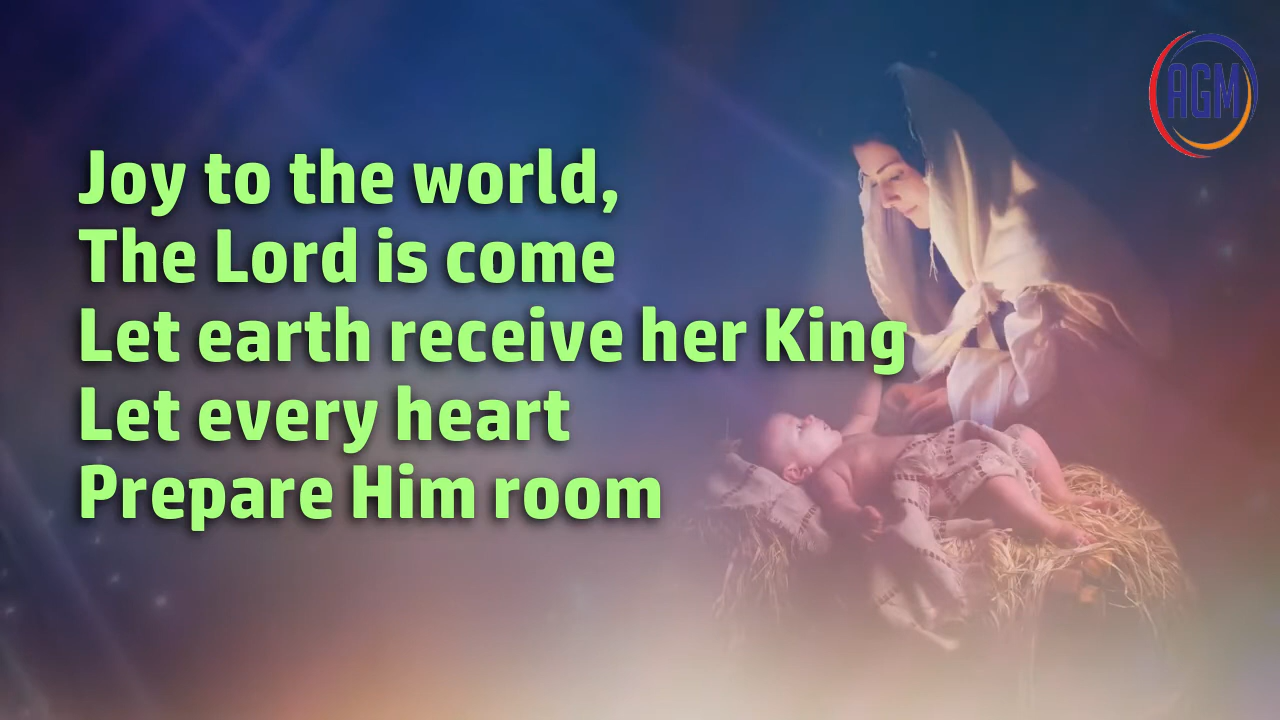 AGM
Joy to the world,
The Lord is come
Let earth receive her King
Let every heart
Prepare Him room